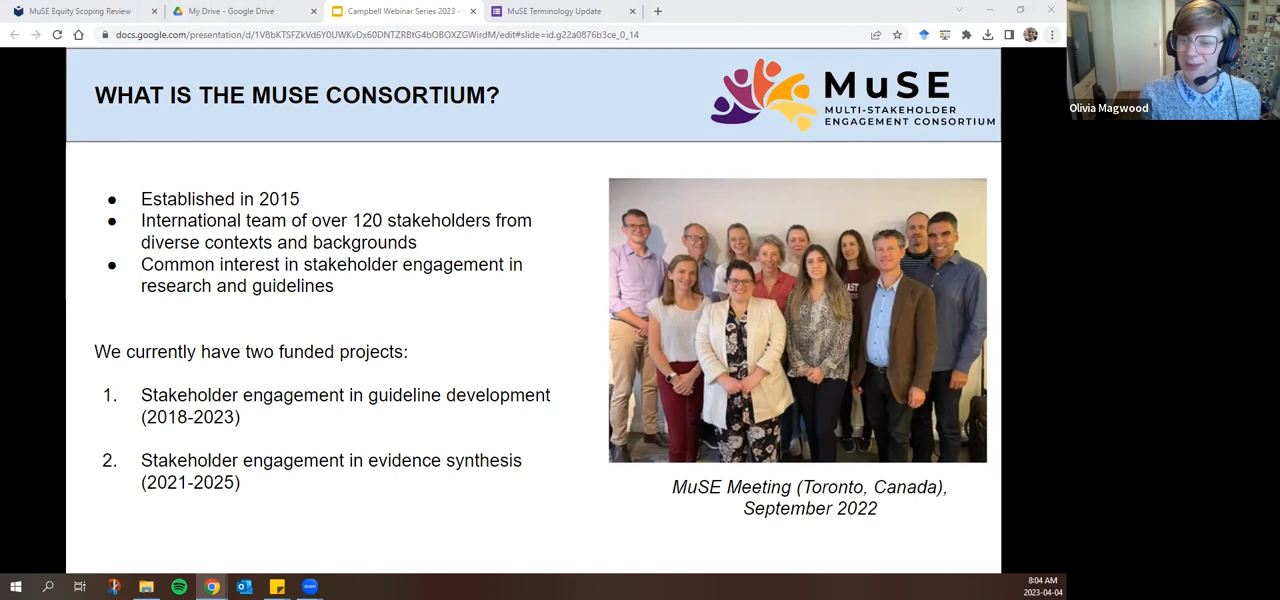 MuSE Equity Scoping Review
My Drive - Google Drive
Campbell Webinar Series 2023 -
MuSE Terminology Update
docs.google.com/presentation/d/1V8bKTSFZkVd6Y0UWKvDx60DNTZRBtG4bOBOXZGWirdM/edit#slide=id.g22a0876b3ce_0_14
Olivia Magwood
WHAT IS THE MUSE CONSORTIUM?
MuSE
MULTI-STAKEHOLDER
ENGAGEMENT CONSORTIUM
● Established in 2015
● International team of over 120 stakeholders from
diverse contexts and backgrounds
● Common interest in stakeholder engagement in
research and guidelines
We currently have two funded projects:
1. Stakeholder engagement in guideline development
(2018-2023)
2. Stakeholder engagement in evidence synthesis
(2021-2025)
MuSE Meeting (Toronto, Canada),
September 2022
8:04 AM
2023-04-04